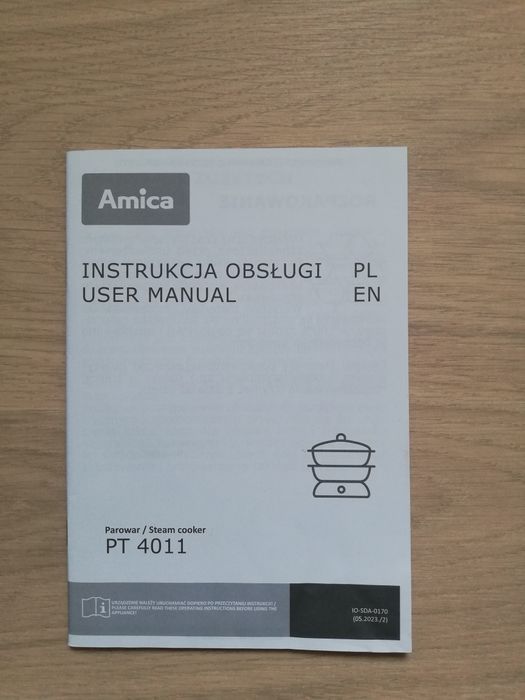 Amica
INSTRUKCJA OBSŁUGI PL
USER MANUAL EN
Parowar / Steam cooker
PT 4011
URZĄDZENIE NALEŻY URUCHAMIAĆ DOPIERO PO PRZECZYTANIU INSTRUKCJI /
PLEASE CAREFULLY READ THESE OPERATING INSTRUCTIONS BEFORE USING THE
APPLIANCE!
IO-SDA-0170
(05.2023./2)